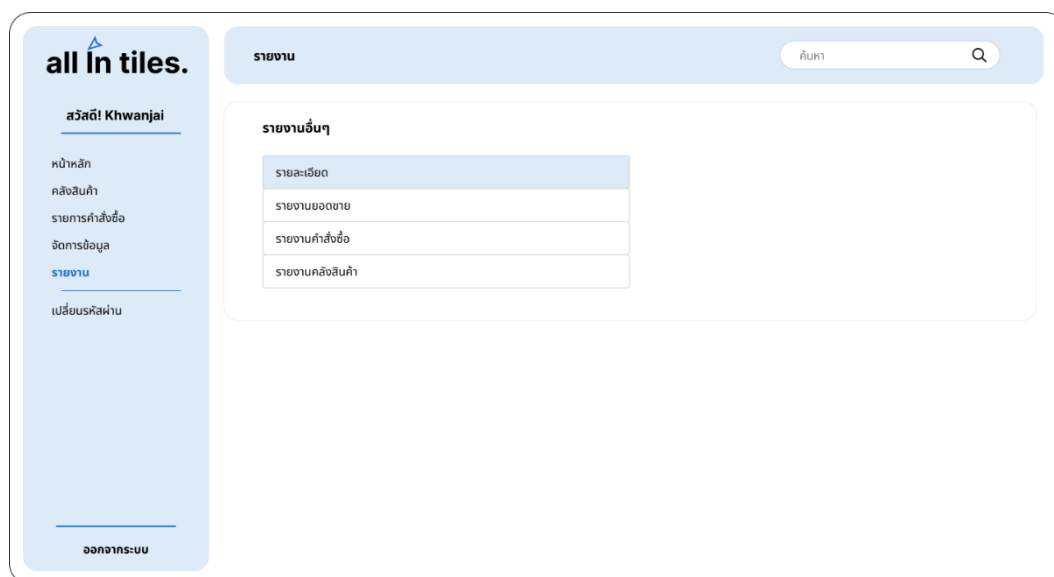 all in tiles.
สวัสดี! Khwanjai
หน้าหลัก
คลังสินค้า
รายการคำสั่งซื้อ
จัดการข้อมูล
รายงาน
เปลี่ยนรหัสผ่าน
ออกจากระบบ
รายงาน
ค้นหา
รายงานอื่นๆ
รายละเอียด
รายงานยอดขาย
รายงานคำสั่งซื้อ
รายงานคลังสินค้า